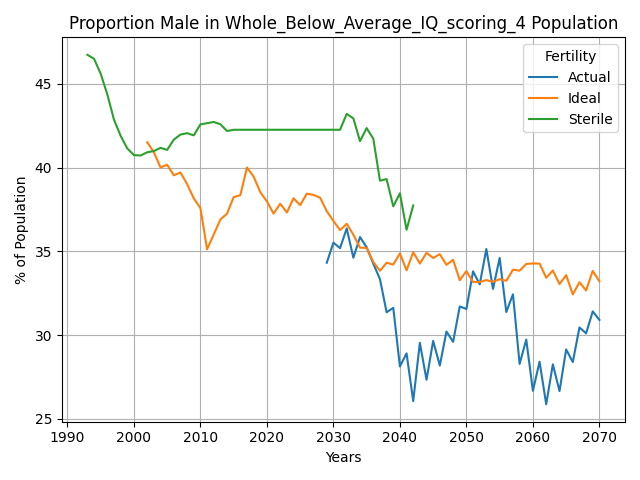 Proportion Male in Whole_Below_Average_IQ_scoring_4 Population
Fertility
Actual
Ideal
Sterile
% of Population
45
40
35
30
25
1990 2000 2010 2020 2030 2040 2050 2060 2070
Years